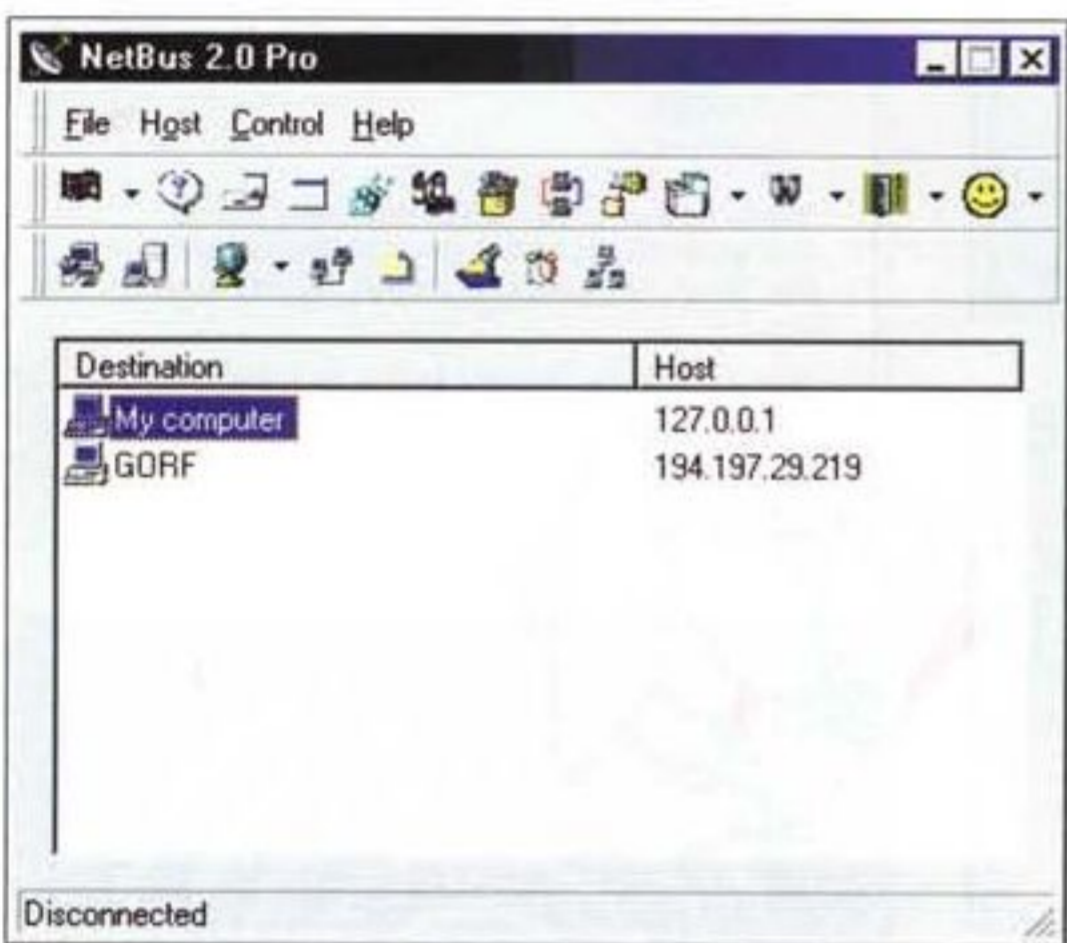 NetBus 2.0 Pro
File Host Control Help
Destination Host
My computer 127.0.0.1
GORF 194.197.29.219
Disconnected